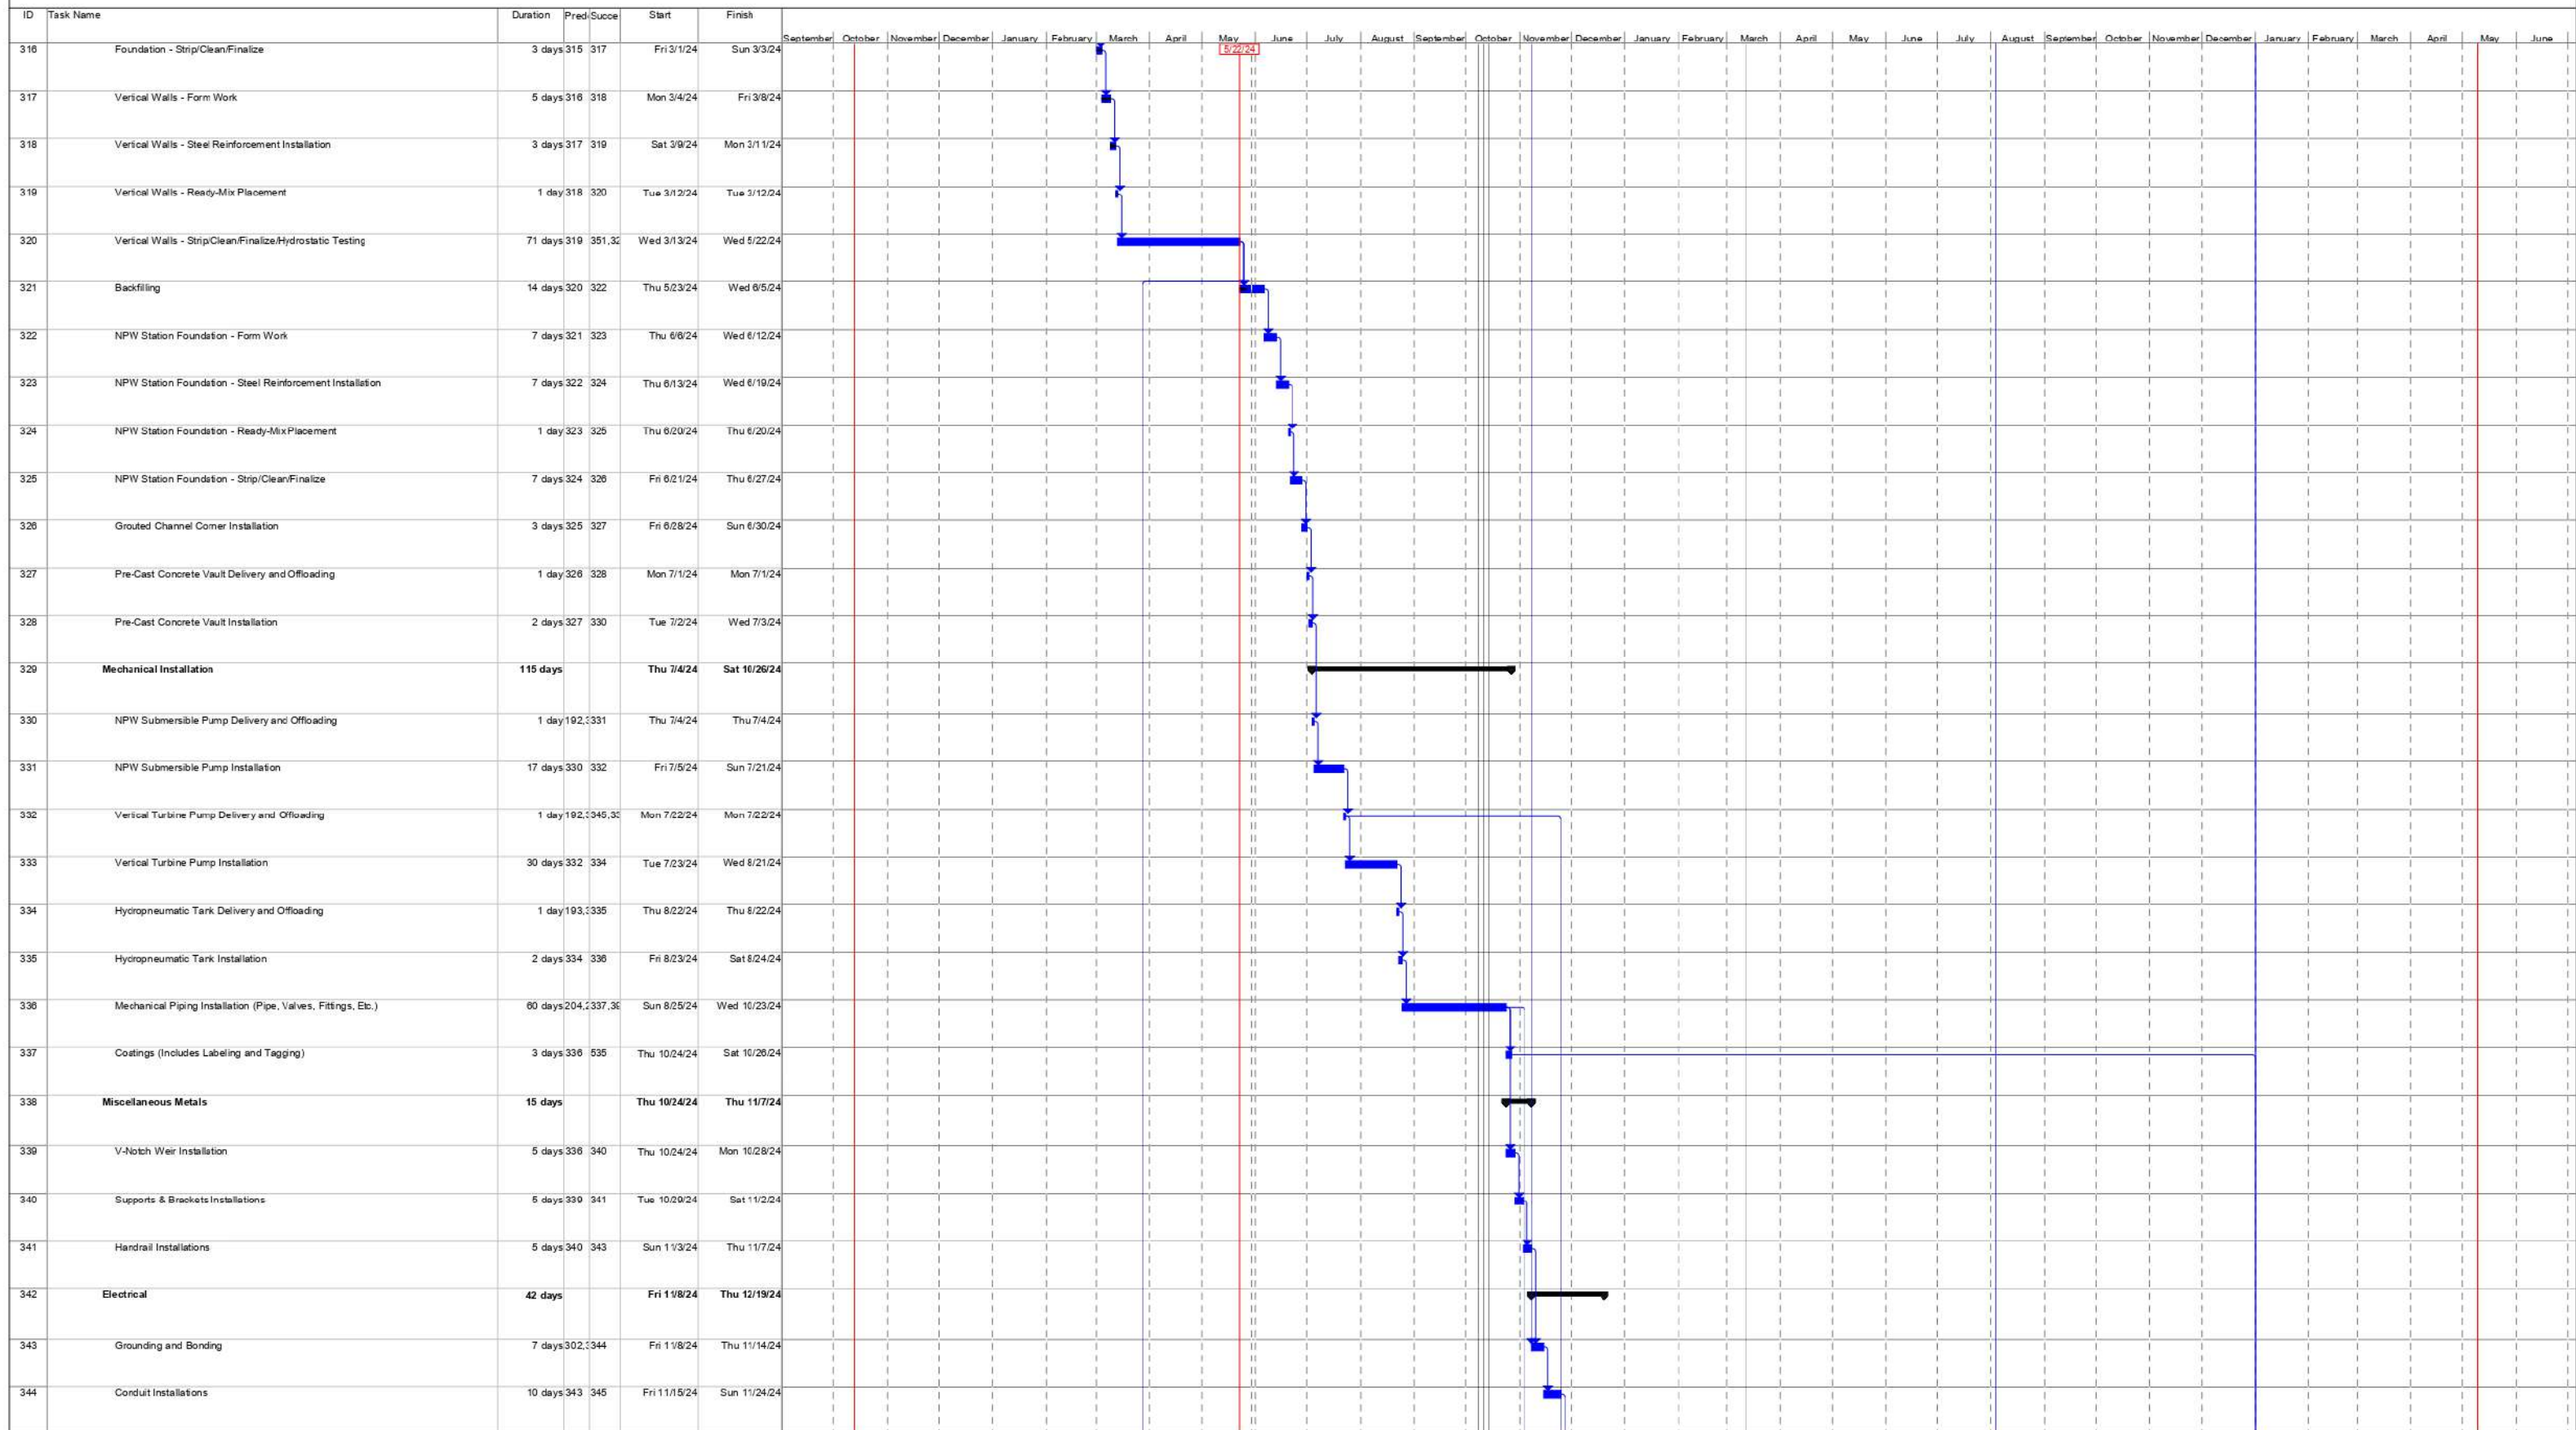 ID Task Name Duration Pred Succe Start Finish
September October November December January February March April May June July August September October November December January February March April May June July August September October November December January February March April May June
5/22/24
316 Foundation - Strip/Clean/Finalize 3 days 315 317 Fri 3/1/24 Sun 3/3/24
317 Vertical Walls - Form Work 5 days 316 318 Mon 3/4/24 Fri 3/8/24
318 Vertical Walls - Steel Reinforcement Installation 3 days 317 319 Sat 3/9/24 Mon 3/11/24
319 Vertical Walls - Ready-Mix Placement 1 day 318 320 Tue 3/12/24 Tue 3/12/24
320 Vertical Walls - Strip/Clean/Finalize/Hydrostatic Testing 71 days 319 351,32 Wed 3/13/24 Wed 5/22/24
321 Backfilling 14 days 320 322 Thu 5/23/24 Wed 6/5/24
322 NPW Station Foundation - Form Work 7 days 321 323 Thu 6/6/24 Wed 6/12/24
323 NPW Station Foundation - Steel Reinforcement Installation 7 days 322 324 Thu 6/13/24 Wed 6/19/24
324 NPW Station Foundation - Ready-Mix Placement 1 day 323 325 Thu 6/20/24 Thu 6/20/24
325 NPW Station Foundation - Strip/Clean/Finalize 7 days 324 326 Fri 6/21/24 Thu 6/27/24
326 Grouted Channel Corner Installation 3 days 325 327 Fri 6/28/24 Sun 6/30/24
327 Pre-Cast Concrete Vault Delivery and Offloading 1 day 326 328 Mon 7/1/24 Mon 7/1/24
328 Pre-Cast Concrete Vault Installation 2 days 327 330 Tue 7/2/24 Wed 7/3/24
329 Mechanical Installation 115 days Thu 7/4/24 Sat 10/26/24
330 NPW Submersible Pump Delivery and Offloading 1 day 192,3 331 Thu 7/4/24 Thu 7/4/24
331 NPW Submersible Pump Installation 17 days 330 332 Fri 7/5/24 Sun 7/21/24
332 Vertical Turbine Pump Delivery and Offloading 1 day 192,3 345,33 Mon 7/22/24 Mon 7/22/24
333 Vertical Turbine Pump Installation 30 days 332 334 Tue 7/23/24 Wed 8/21/24
334 Hydropneumatic Tank Delivery and Offloading 1 day 193,3 335 Thu 8/22/24 Thu 8/22/24
335 Hydropneumatic Tank Installation 2 days 334 336 Fri 8/23/24 Sat 8/24/24
336 Mechanical Piping Installation (Pipe, Valves, Fittings, Etc.) 60 days 204,2 337,39 Sun 8/25/24 Wed 10/23/24
337 Coatings (Includes Labeling and Tagging) 3 days 336 535 Thu 10/24/24 Sat 10/26/24
338 Miscellaneous Metals 15 days Thu 10/24/24 Thu 11/7/24
339 V-Notch Weir Installation 5 days 336 340 Thu 10/24/24 Mon 10/28/24
340 Supports & Brackets Installations 5 days 339 341 Tue 10/29/24 Sat 11/2/24
341 Handrail Installations 5 days 340 343 Sun 11/3/24 Thu 11/7/24
342 Electrical 42 days Fri 11/8/24 Thu 12/19/24
343 Grounding and Bonding 7 days 302,3 344 Fri 11/8/24 Thu 11/14/24
344 Conduit Installations 10 days 343 345 Fri 11/15/24 Sun 11/24/24